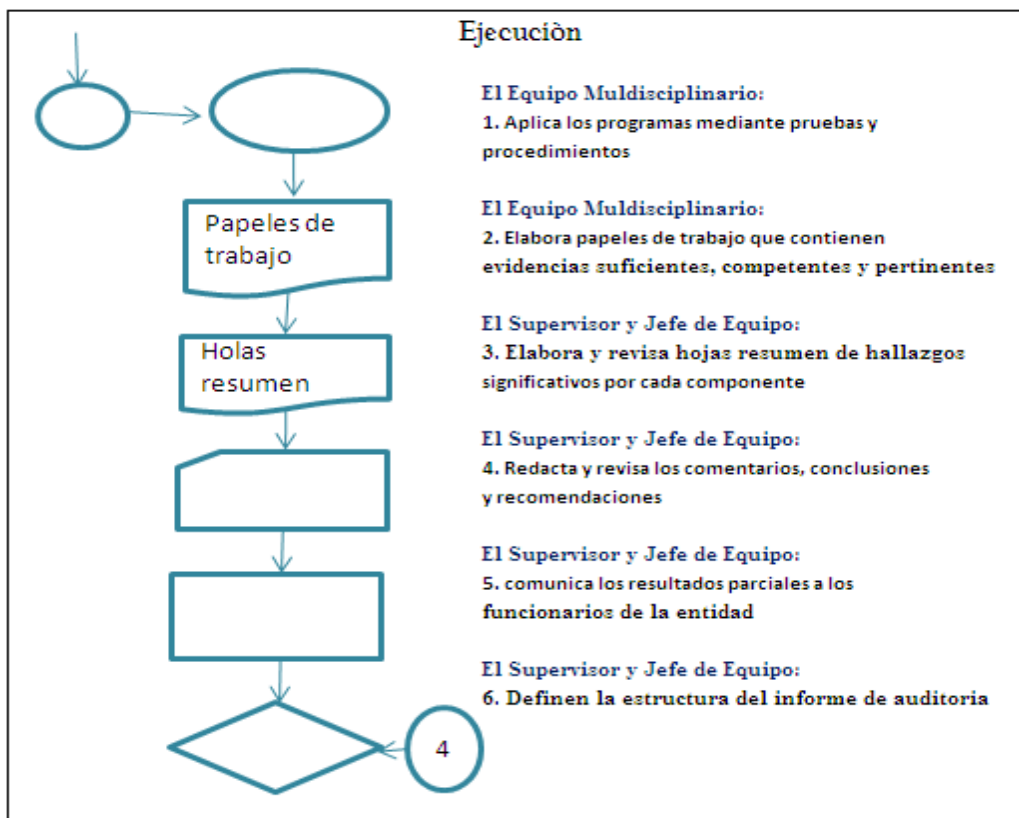 Ejecuciòn
El Equipo Muldisciplinario:
1. Aplica los programas mediante pruebas y
procedimientos
Papeles de
trabajo
El Equipo Muldisciplinario:
2. Elabora papeles de trabajo que contienen
evidencias suficientes, competentes y pertinentes
Holas
resumen
El Supervisor y Jefe de Equipo:
3. Elabora y revisa hojas resumen de hallazgos
significativos por cada componente
El Supervisor y Jefe de Equipo:
4. Redacta y revisa los comentarios, conclusiones
y recomendaciones
El Supervisor y Jefe de Equipo:
5. comunica los resultados parciales a los
funcionarios de la entidad
El Supervisor y Jefe de Equipo:
6. Definen la estructura del informe de auditoria
4